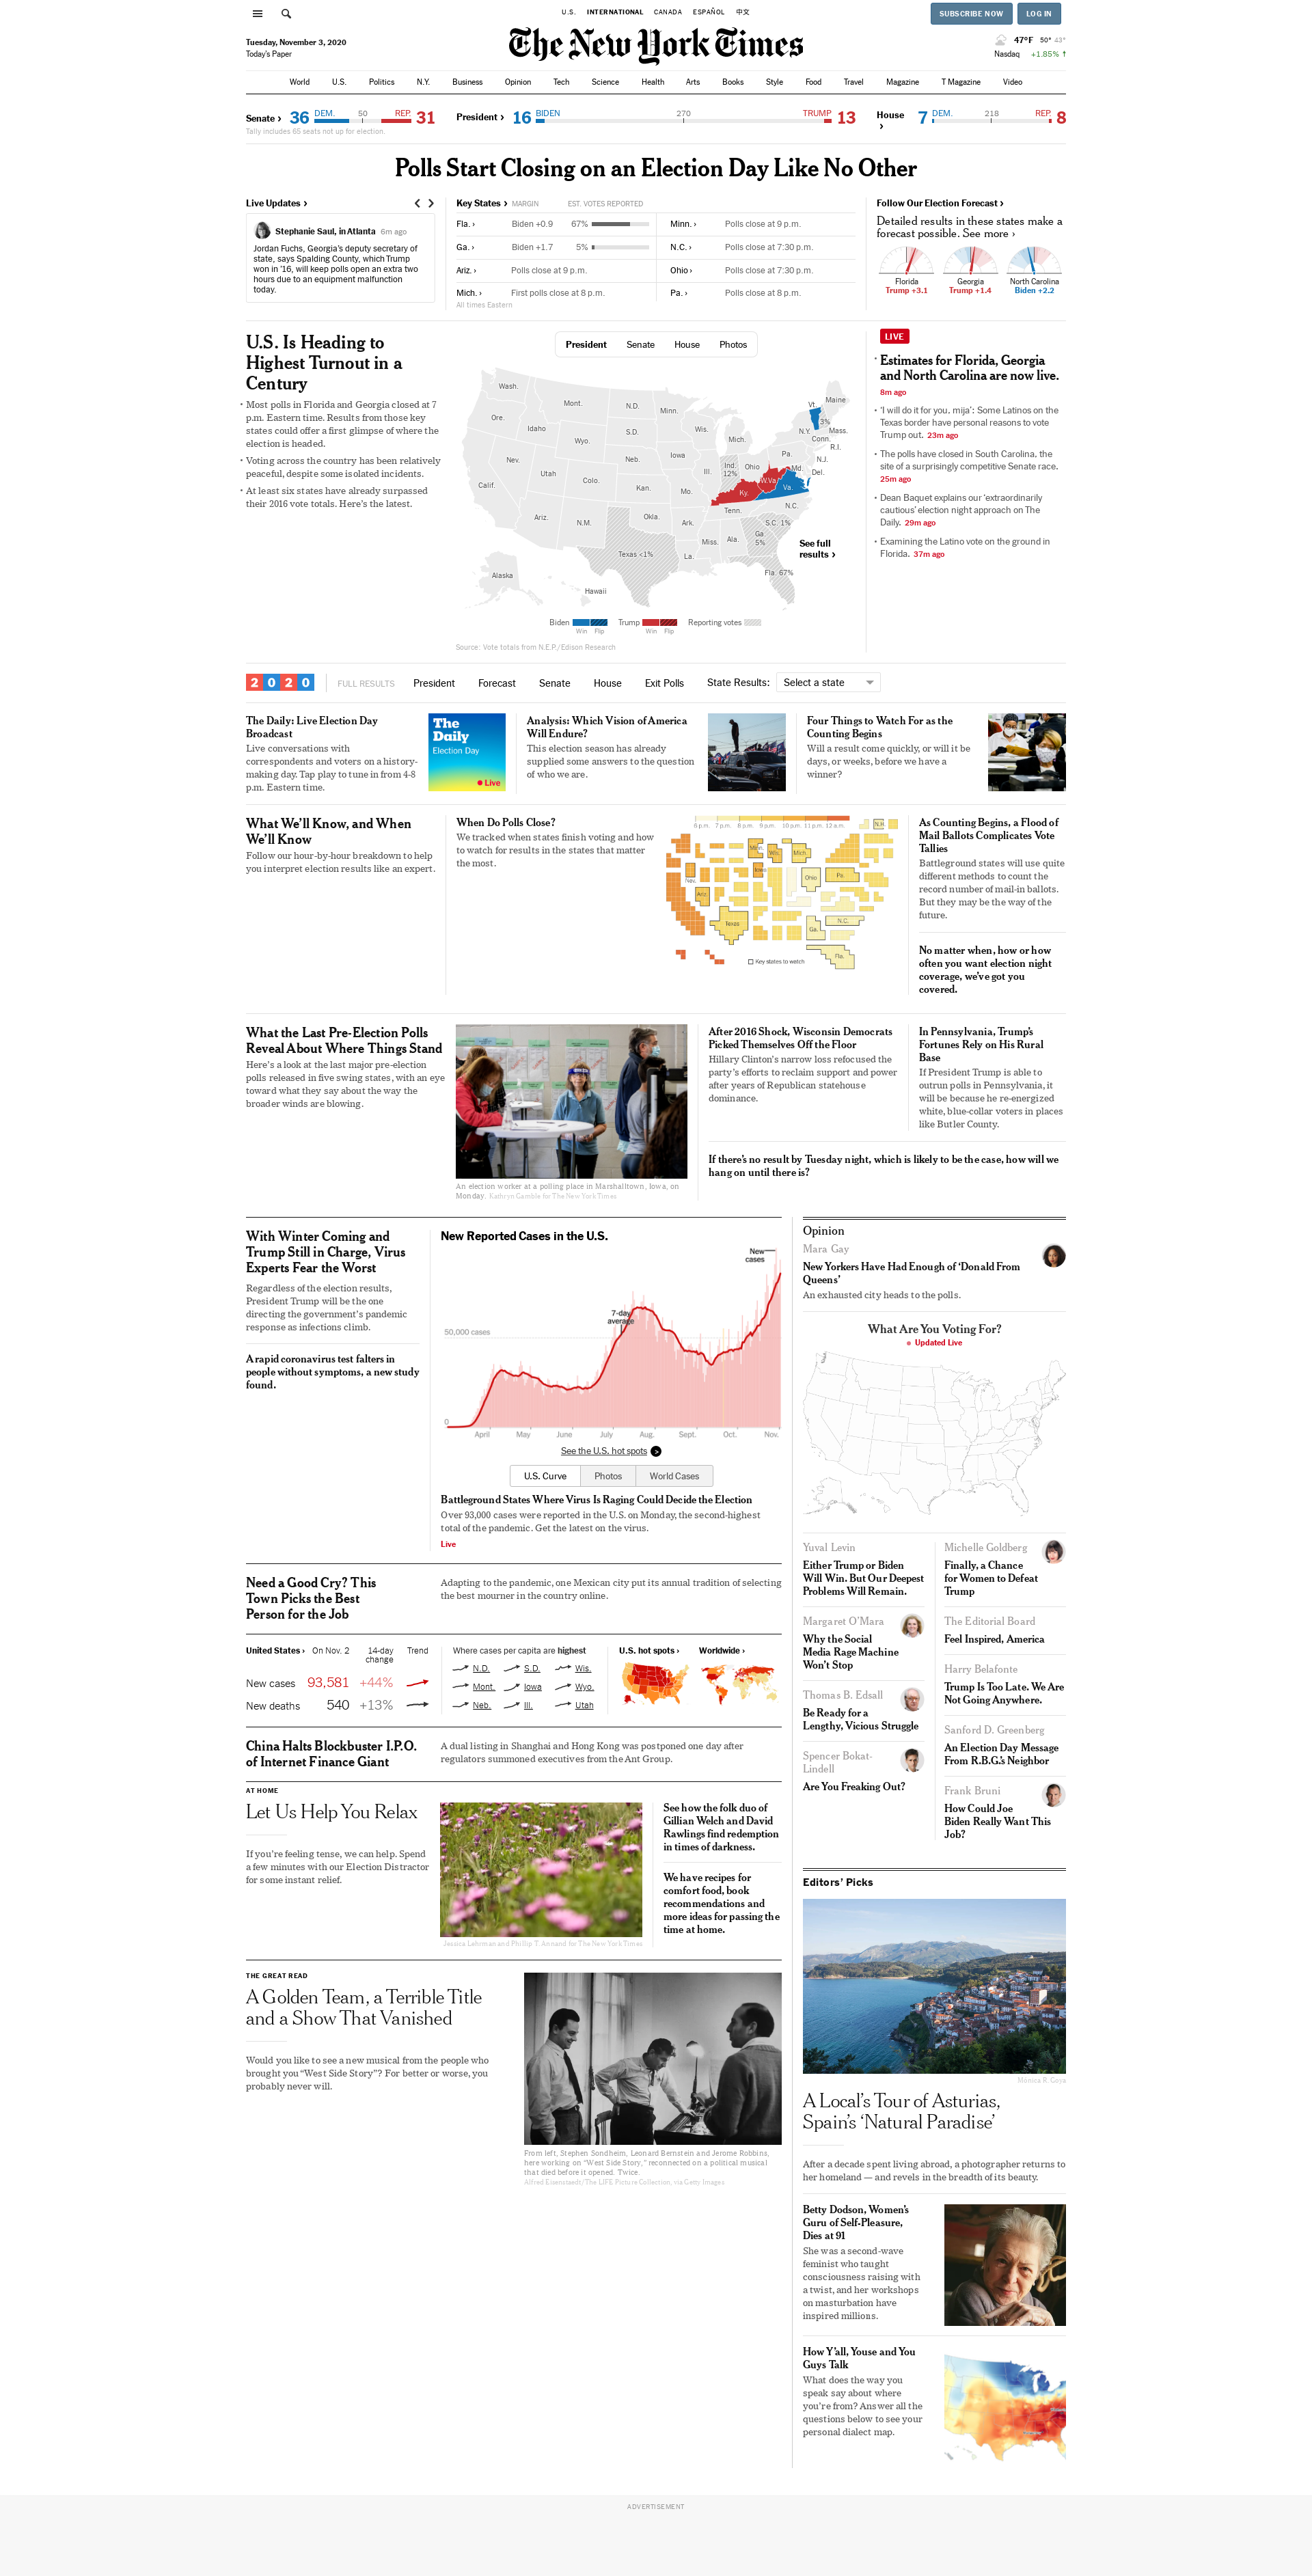 U.S. INTERNATIONAL CANADA ESPAÑOL 中文
SUBSCRIBE NOW LOG IN
Tuesday, November 3, 2020
Today's Paper
The New York Times
47°F 50° 43°
Nasdaq +1.85% ↑
World U.S. Politics N.Y. Business Opinion Tech Science Health Arts Books Style Food Travel Magazine T Magazine Video
Senate › 36 DEM. 50 REP. 31
Tally includes 65 seats not up for election.
President › 16 BIDEN 270 TRUMP 13
House › 7 DEM. 218 REP. 8
Polls Start Closing on an Election Day Like No Other
Live Updates ›
Stephanie Saul, in Atlanta 6m ago
Jordan Fuchs, Georgia's deputy secretary of
state, says Spalding County, which Trump
won in '16, will keep polls open an extra two
hours due to an equipment malfunction
today.
Key States › MARGIN EST. VOTES REPORTED
Fla. › Biden +0.9 67%
Ga. › Biden +1.7 5%
Ariz. › Polls close at 9 p.m.
Mich. › First polls close at 8 p.m.
All times Eastern
Minn. › Polls close at 9 p.m.
N.C. › Polls close at 7:30 p.m.
Ohio › Polls close at 7:30 p.m.
Pa. › Polls close at 8 p.m.
Follow Our Election Forecast ›
Detailed results in these states make a
forecast possible. See more ›
Florida Georgia North Carolina
Trump +3.1 Trump +1.4 Biden +2.2
U.S. Is Heading to
Highest Turnout in a
Century
• Most polls in Florida and Georgia closed at 7
p.m. Eastern time. Results from those key
states could offer a first glimpse of where the
election is headed.
• Voting across the country has been relatively
peaceful, despite some isolated incidents.
• At least six states have already surpassed
their 2016 vote totals. Here's the latest.
President Senate House Photos
Wash.
Mont.
N.D.
Minn.
Vt.
Maine
3%
Ore.
Idaho
Wyo.
S.D.
Wis.
Mich.
N.Y.
Mass.
Conn.
R.I.
Nev.
Utah
Colo.
Neb.
Iowa
Ill.
Ind.
12%
Ohio
Pa.
N.J.
Md.
Del.
Calif.
Kan.
Mo.
Ky.
W.Va.
Va.
Ariz.
N.M.
Okla.
Ark.
Tenn.
N.C.
S.C. 1%
Texas <1%
La.
Miss.
Ala.
Ga.
5%
Fla. 67%
Alaska
Hawaii
See full
results ›
Biden Trump Reporting votes
Win Flip Win Flip
Source: Vote totals from N.E.P./Edison Research
LIVE
• Estimates for Florida, Georgia
and North Carolina are now live.
8m ago
• 'I will do it for you, mija': Some Latinos on the
Texas border have personal reasons to vote
Trump out. 23m ago
• The polls have closed in South Carolina, the
site of a surprisingly competitive Senate race.
25m ago
• Dean Baquet explains our 'extraordinarily
cautious' election night approach on The
Daily. 29m ago
• Examining the Latino vote on the ground in
Florida. 37m ago
2020 FULL RESULTS President Forecast Senate House Exit Polls State Results: Select a state
The Daily: Live Election Day
Broadcast
Live conversations with
correspondents and voters on a history-
making day. Tap play to tune in from 4-8
p.m. Eastern time.
The
Daily
Election Day
Live
Analysis: Which Vision of America
Will Endure?
This election season has already
supplied some answers to the question
of who we are.
Four Things to Watch For as the
Counting Begins
Will a result come quickly, or will it be
days, or weeks, before we have a
winner?
What We'll Know, and When
We'll Know
Follow our hour-by-hour breakdown to help
you interpret election results like an expert.
When Do Polls Close?
We tracked when states finish voting and how
to watch for results in the states that matter
the most.
6 p.m. 7 p.m. 8 p.m. 9 p.m. 10 p.m. 11 p.m. 12 a.m.
N.H.
Minn.
Wis.
Mich.
Nev.
Iowa
Ohio
Pa.
Ariz.
Texas
N.C.
Ga.
Fla.
Key states to watch
As Counting Begins, a Flood of
Mail Ballots Complicates Vote
Tallies
Battleground states will use quite
different methods to count the
record number of mail-in ballots.
But they may be the way of the
future.
No matter when, how or how
often you want election night
coverage, we've got you
covered.
What the Last Pre-Election Polls
Reveal About Where Things Stand
Here's a look at the last major pre-election
polls released in five swing states, with an eye
toward what they say about the way the
broader winds are blowing.
An election worker at a polling place in Marshalltown, Iowa, on
Monday. Kathryn Gamble for The New York Times
After 2016 Shock, Wisconsin Democrats
Picked Themselves Off the Floor
Hillary Clinton's narrow loss refocused the
party's efforts to reclaim support and power
after years of Republican statehouse
dominance.
In Pennsylvania, Trump's
Fortunes Rely on His Rural
Base
If President Trump is able to
outrun polls in Pennsylvania, it
will be because he re-energized
white, blue-collar voters in places
like Butler County.
If there's no result by Tuesday night, which is likely to be the case, how will we
hang on until there is?
With Winter Coming and
Trump Still in Charge, Virus
Experts Fear the Worst
Regardless of the election results,
President Trump will be the one
directing the government's pandemic
response as infections climb.
A rapid coronavirus test falters in
people without symptoms, a new study
found.
New Reported Cases in the U.S.
New
cases
7-day
average
50,000 cases
0
April May June July Aug. Sept. Oct. Nov.
See the U.S. hot spots >
U.S. Curve Photos World Cases
Battleground States Where Virus Is Raging Could Decide the Election
Over 93,000 cases were reported in the U.S. on Monday, the second-highest
total of the pandemic. Get the latest on the virus.
Live
Need a Good Cry? This
Town Picks the Best
Person for the Job
Adapting to the pandemic, one Mexican city put its annual tradition of selecting
the best mourner in the country online.
United States › On Nov. 2 14-day
change Trend
New cases 93,581 +44%
New deaths 540 +13%
Where cases per capita are highest
N.D. S.D. Wis.
Mont. Iowa Wyo.
Neb. Ill. Utah
U.S. hot spots › Worldwide ›
China Halts Blockbuster I.P.O.
of Internet Finance Giant
A dual listing in Shanghai and Hong Kong was postponed one day after
regulators summoned executives from the Ant Group.
AT HOME
Let Us Help You Relax
If you're feeling tense, we can help. Spend
a few minutes with our Election Distractor
for some instant relief.
Jessica Lehrman and Phillip T. Annand for The New York Times
See how the folk duo of
Gillian Welch and David
Rawlings find redemption
in times of darkness.
We have recipes for
comfort food, book
recommendations and
more ideas for passing the
time at home.
THE GREAT READ
A Golden Team, a Terrible Title
and a Show That Vanished
Would you like to see a new musical from the people who
brought you "West Side Story"? For better or worse, you
probably never will.
From left, Stephen Sondheim, Leonard Bernstein and Jerome Robbins,
here working on "West Side Story," reconnected on a political musical
that died before it opened. Twice.
Alfred Eisenstaedt/The LIFE Picture Collection, via Getty Images
Opinion
Mara Gay
New Yorkers Have Had Enough of 'Donald From
Queens'
An exhausted city heads to the polls.
What Are You Voting For?
Updated Live
Yuval Levin
Either Trump or Biden
Will Win. But Our Deepest
Problems Will Remain.
Margaret O'Mara
Why the Social
Media Rage Machine
Won't Stop
Thomas B. Edsall
Be Ready for a
Lengthy, Vicious Struggle
Spencer Bokat-
Lindell
Are You Freaking Out?
Michelle Goldberg
Finally, a Chance
for Women to Defeat
Trump
The Editorial Board
Feel Inspired, America
Harry Belafonte
Trump Is Too Late. We Are
Not Going Anywhere.
Sanford D. Greenberg
An Election Day Message
From R.B.G.'s Neighbor
Frank Bruni
How Could Joe
Biden Really Want This
Job?
Editors' Picks
Monica R. Goya
A Local's Tour of Asturias,
Spain's 'Natural Paradise'
After a decade spent living abroad, a photographer returns to
her homeland — and revels in the breadth of its beauty.
Betty Dodson, Women's
Guru of Self-Pleasure,
Dies at 91
She was a second-wave
feminist who taught
consciousness raising with
a twist, and her workshops
on masturbation have
inspired millions.
How Y'all, Youse and You
Guys Talk
What does the way you
speak say about where
you're from? Answer all the
questions below to see your
personal dialect map.
ADVERTISEMENT